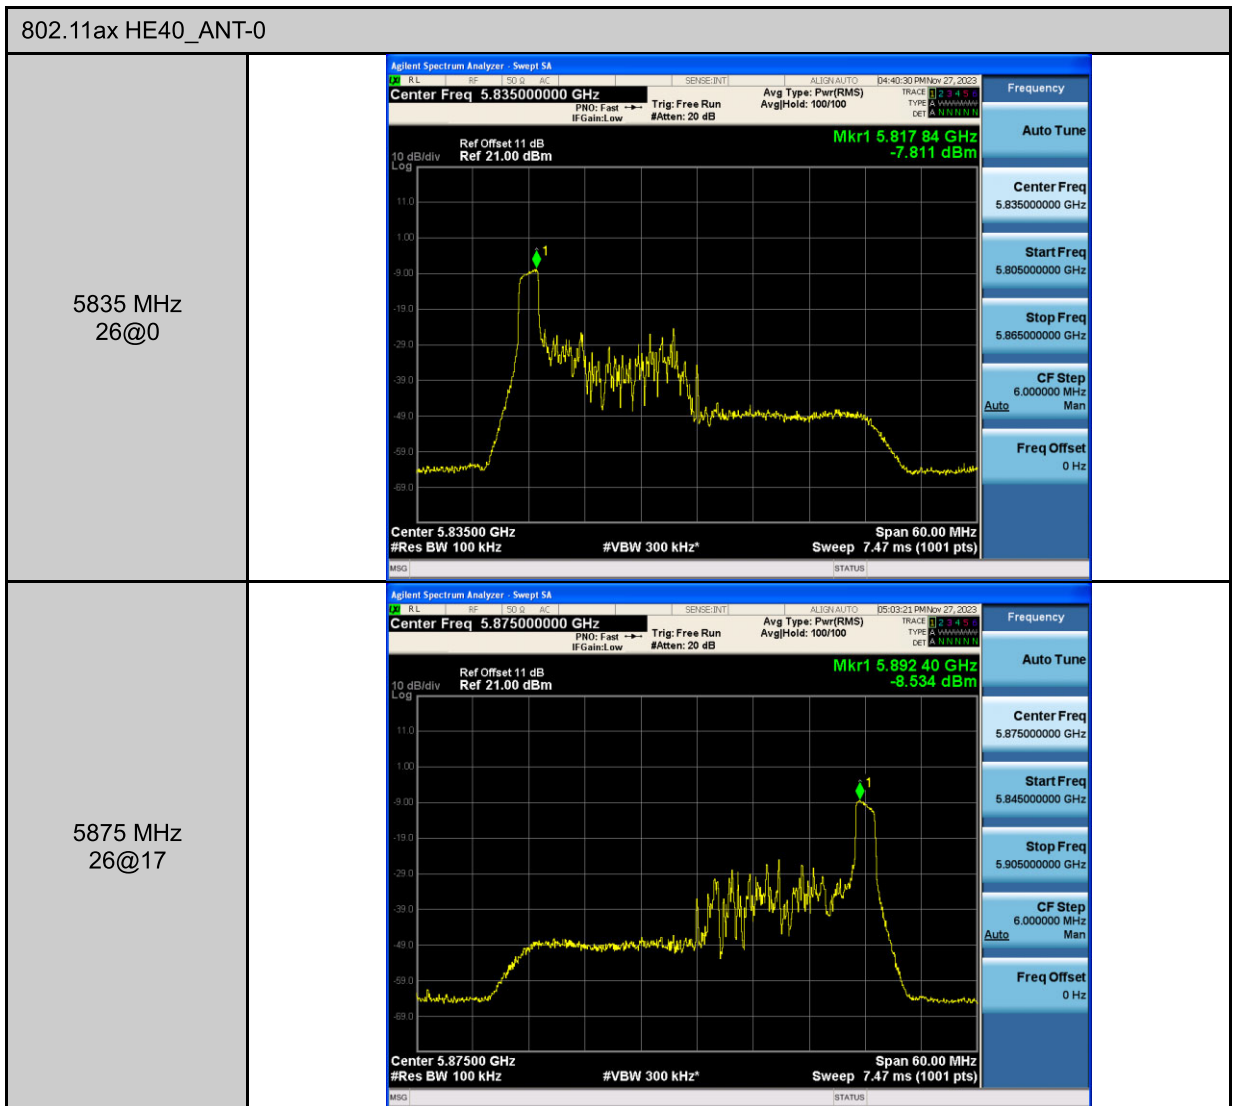 802.11ax HE40_ANT-0
5835 MHz
26@0
Agilent Spectrum Analyzer - Swept SA
RL RF 50 Ω AC SENSE:INT ALIGN AUTO 04:40:30 PM Nov 27, 2023
Center Freq 5.835000000 GHz
PNO: Fast
IFGain:Low
Trig: Free Run
#Atten: 20 dB
Avg Type: Pwr(RMS)
Avg|Hold: 100/100
TRACE 1 2 3 4 5 6
TYPE A WWWWW
DET A N N N N N
Mkr1 5.817 84 GHz
-7.811 dBm
Ref Offset 11 dB
10 dB/div Ref 21.00 dBm
Log
11.0
1.00
-9.00
-19.0
-29.0
-39.0
-49.0
-59.0
-69.0
1
Center 5.83500 GHz Span 60.00 MHz
#Res BW 100 kHz #VBW 300 kHz* Sweep 7.47 ms (1001 pts)
MSG STATUS
Frequency
Auto Tune
Center Freq
5.835000000 GHz
Start Freq
5.805000000 GHz
Stop Freq
5.865000000 GHz
CF Step
6.000000 MHz
Auto Man
Freq Offset
0 Hz
5875 MHz
26@17
Agilent Spectrum Analyzer - Swept SA
RL RF 50 Ω AC SENSE:INT ALIGN AUTO 05:03:21 PM Nov 27, 2023
Center Freq 5.875000000 GHz
PNO: Fast
IFGain:Low
Trig: Free Run
#Atten: 20 dB
Avg Type: Pwr(RMS)
Avg|Hold: 100/100
TRACE 1 2 3 4 5 6
TYPE A WWWWW
DET A N N N N N
Mkr1 5.892 40 GHz
-8.534 dBm
Ref Offset 11 dB
10 dB/div Ref 21.00 dBm
Log
11.0
1.00
-9.00
-19.0
-29.0
-39.0
-49.0
-59.0
-69.0
1
Center 5.87500 GHz Span 60.00 MHz
#Res BW 100 kHz #VBW 300 kHz* Sweep 7.47 ms (1001 pts)
MSG STATUS
Frequency
Auto Tune
Center Freq
5.875000000 GHz
Start Freq
5.845000000 GHz
Stop Freq
5.905000000 GHz
CF Step
6.000000 MHz
Auto Man
Freq Offset
0 Hz